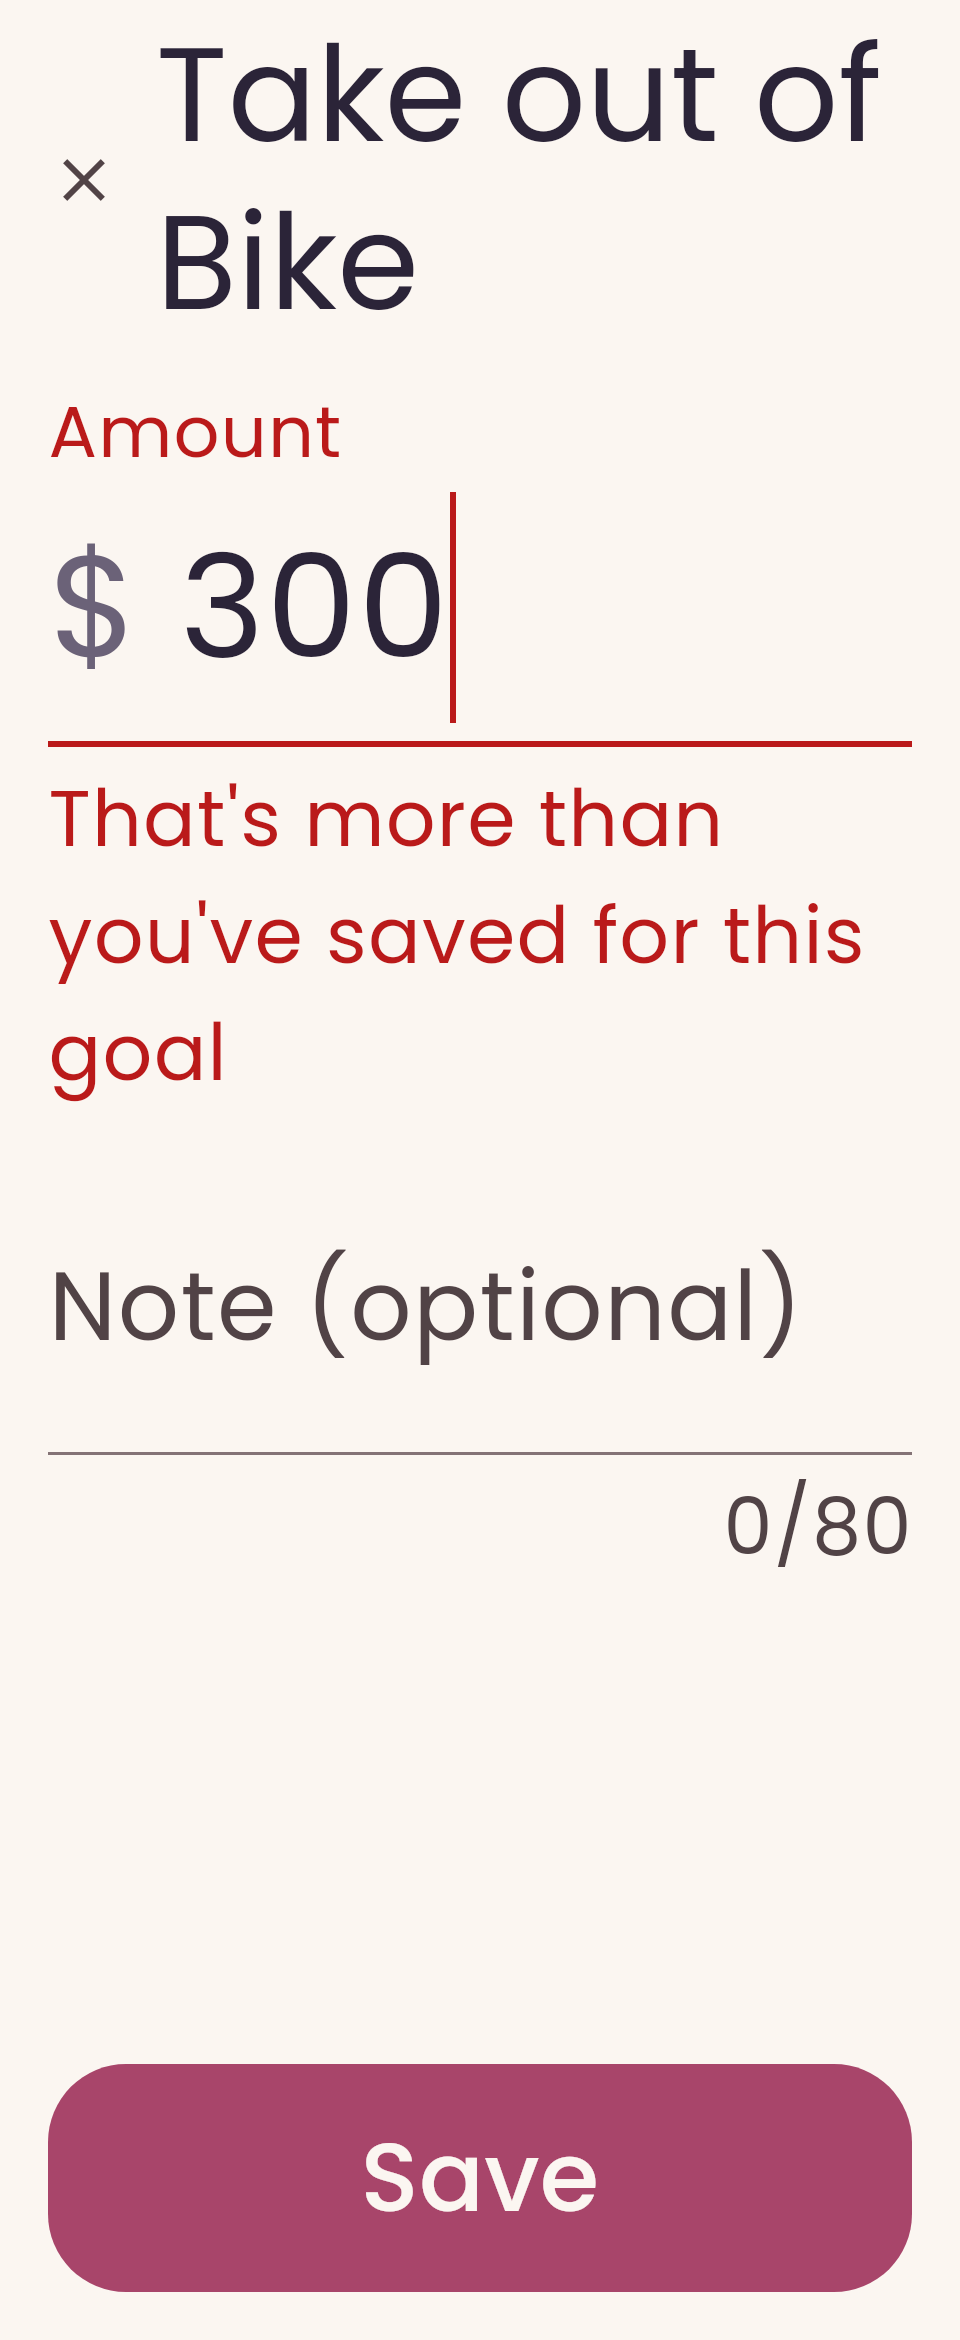 Take out of
Bike
Amount
$ 300
That's more than
you've saved for this
goal
Note (optional)
0/80
Save